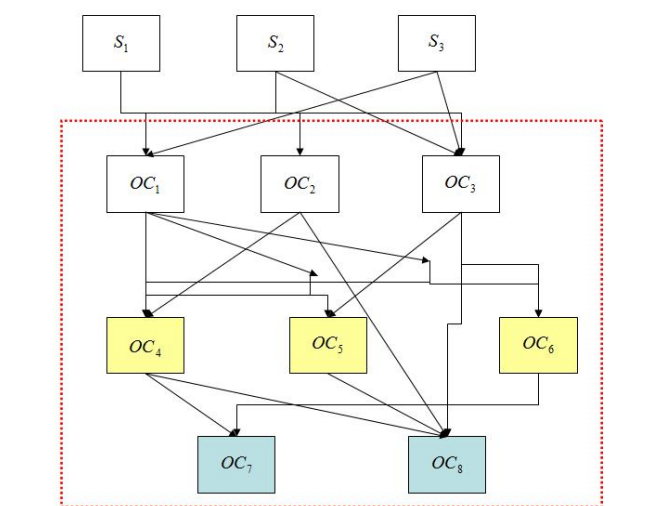 S₁ S₂ S₃
OC₁ OC₂ OC₃
OC₄ OC₅ OC₆
OC₇ OC₈